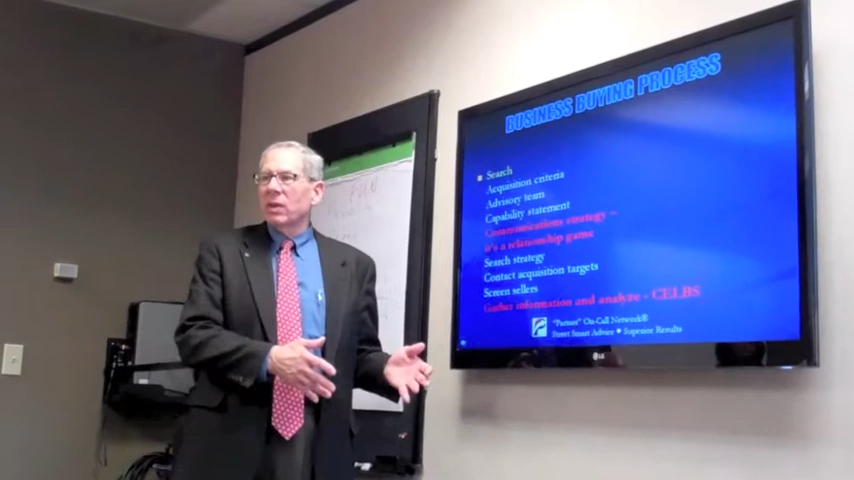 BUSINESS BUYING PROCESS
Search
Acquisition criteria
Advisory team
Capability statement
Communications strategy –
it's a relationship game
Search strategy
Contact acquisition targets
Screen sellers
Gather information and analyze - CELBS
"Partner" On-Call Network®
Street Smart Advice • Superior Results
LG